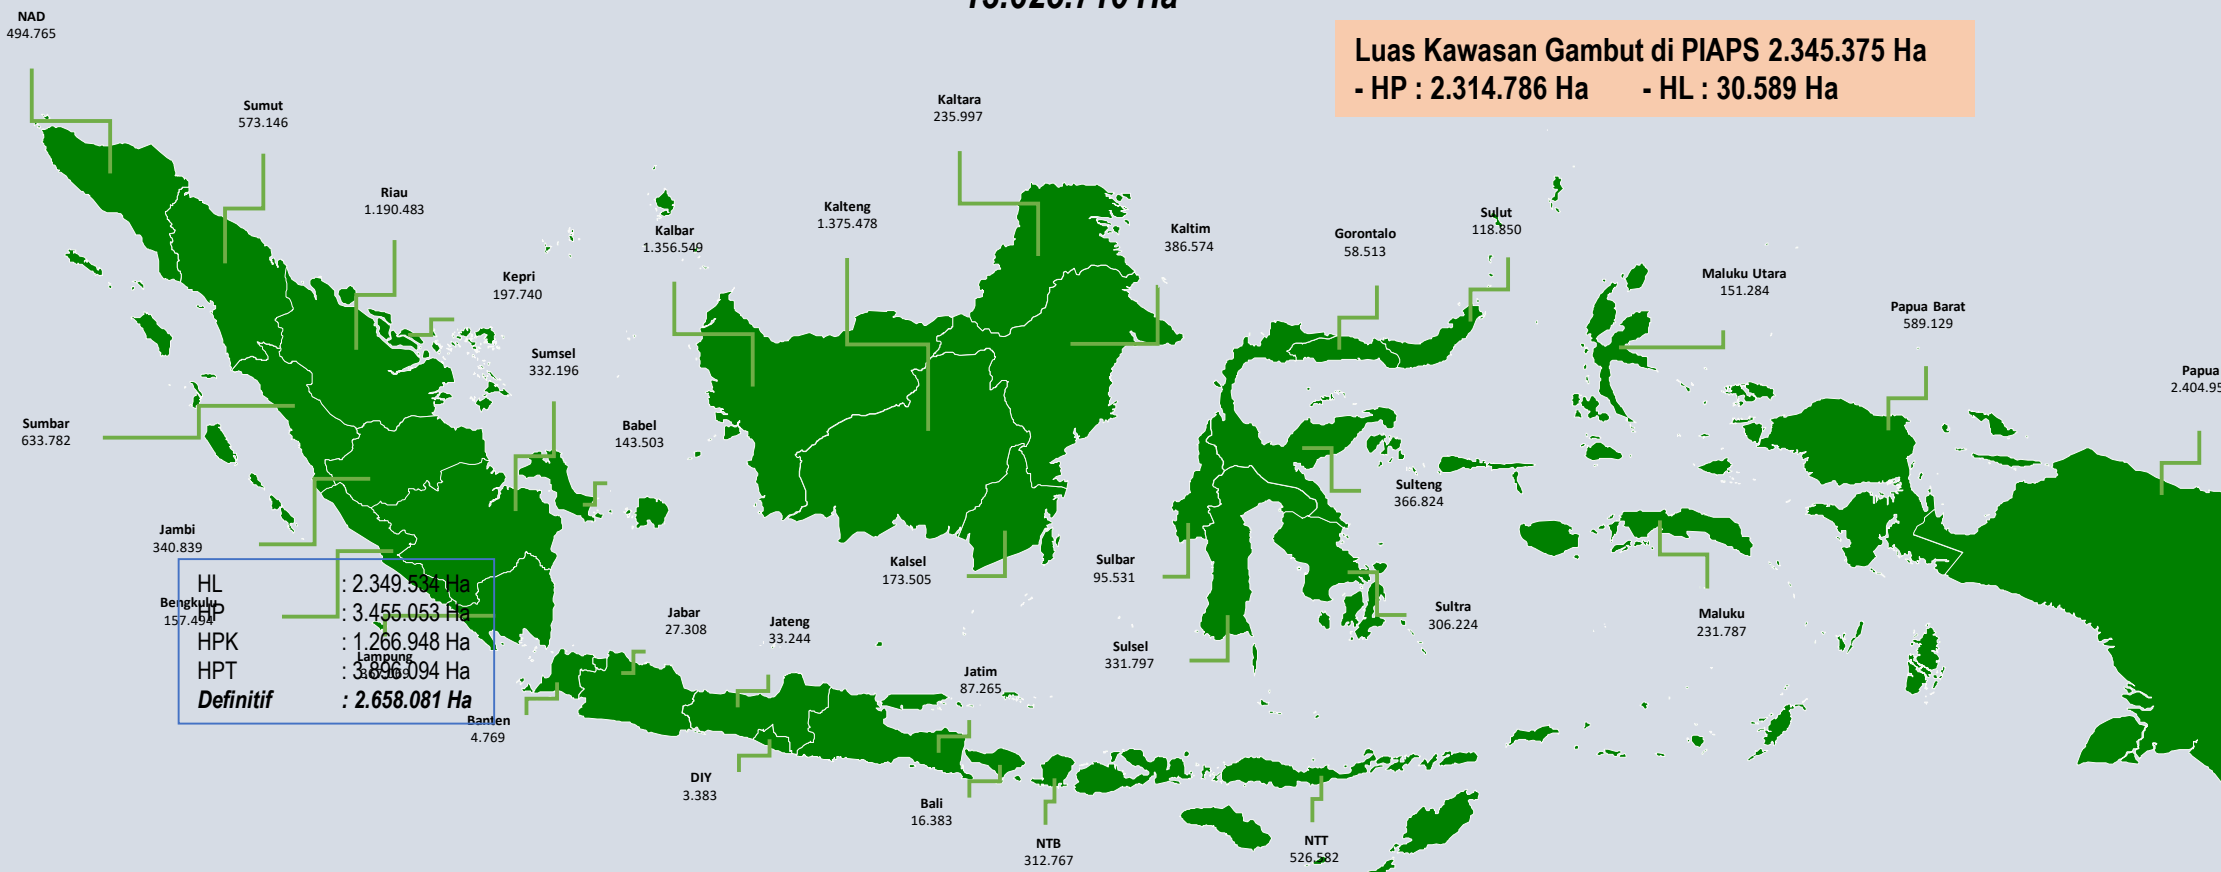 NAD
494.765
Luas Kawasan Gambut di PIAPS 2.345.375 Ha
- HP : 2.314.786 Ha - HL : 30.589 Ha
Sumut
573.146
Kaltara
235.997
Riau
1.190.483
Kalteng
1.375.478
Kalbar
1.356.549
Kaltim
386.574
Gorontalo
58.513
Sulut
118.850
Kepri
197.740
Maluku Utara
151.284
Papua Barat
589.129
Sumsel
332.196
Papua
2.404.95
Sumbar
633.782
Babel
143.503
Sulteng
366.824
Jambi
340.839
Kalsel
173.505
Sulbar
95.531
Bengkulu
157.494
HL : 2.349.534 Ha
HP : 3.455.053 Ha
HPK : 1.266.948 Ha
HPT : 3.896.094 Ha
Definitif : 2.658.081 Ha
Lampung
Jabar
27.308
Jateng
33.244
Sultra
306.224
Maluku
231.787
Sulsel
331.797
Jatim
87.265
Banten
4.769
DIY
3.383
Bali
16.383
NTB
312.767
NTT
526.582